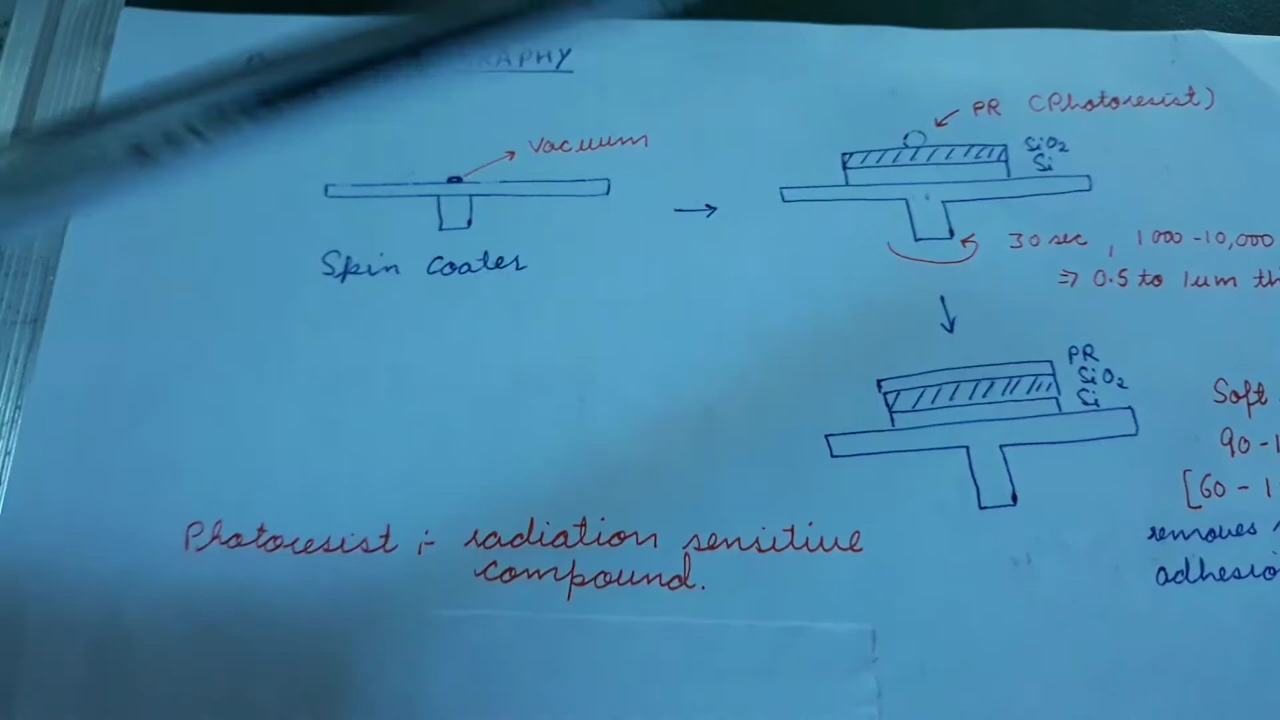 RAPHY
vacuum
Spin coater
PR (Photoresist)
SiO2
Si
30 sec, 1000-10,000
⇒ 0.5 to 1um th
PR
SiO2
Si
Soft
90-1
[60-1
removes
adhesio
Photoresist :- radiation sensitive
compound.